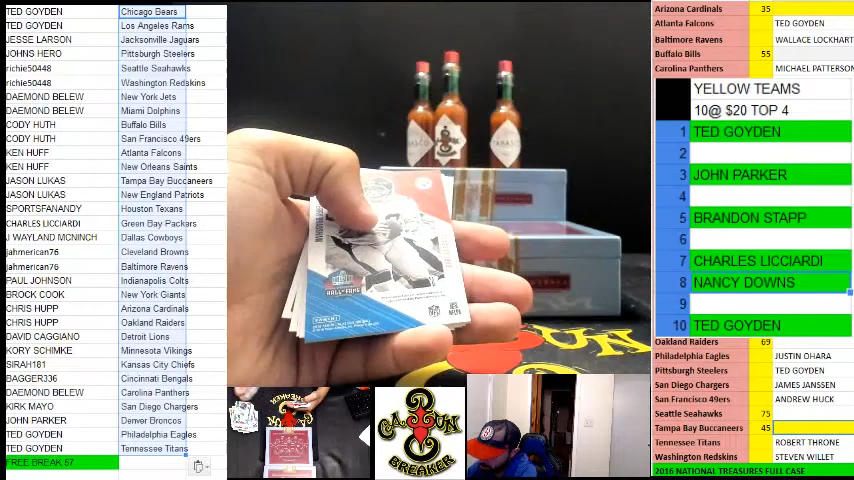 TED GOYDEN Chicago Bears
TED GOYDEN Los Angeles Rams
JESSE LARSON Jacksonville Jaguars
JOHNS HERO Pittsburgh Steelers
richie50448 Seattle Seahawks
richie50448 Washington Redskins
DAEMOND BELEW New York Jets
DAEMOND BELEW Miami Dolphins
CODY HUTH Buffalo Bills
CODY HUTH San Francisco 49ers
KEN HUFF Atlanta Falcons
KEN HUFF New Orleans Saints
JASON LUKAS Tampa Bay Buccaneers
JASON LUKAS New England Patriots
SPORTSFANANDY Houston Texans
CHARLES LICCIARDI Green Bay Packers
J WAYLAND MCNINCH Dallas Cowboys
jahmerican76 Cleveland Browns
jahmerican76 Baltimore Ravens
PAUL JOHNSON Indianapolis Colts
BROCK COOK New York Giants
CHRIS HUPP Arizona Cardinals
CHRIS HUPP Oakland Raiders
DAVID CAGGIANO Detroit Lions
KORY SCHIMKE Minnesota Vikings
SIRAH181 Kansas City Chiefs
BAGGER336 Cincinnati Bengals
DAEMOND BELEW Carolina Panthers
KIRK MAYO San Diego Chargers
JOHN PARKER Denver Broncos
TED GOYDEN Philadelphia Eagles
TED GOYDEN Tennessee Titans
FREE BREAK 57
TABASCO
HALL OF FAME
CAJUN
BREAKER
Arizona Cardinals 35
Atlanta Falcons TED GOYDEN
Baltimore Ravens WALLACE LOCKHART
Buffalo Bills 55
Carolina Panthers MICHAEL PATTERSON
YELLOW TEAMS
10@ $20 TOP 4
1 TED GOYDEN
2
3 JOHN PARKER
4
5 BRANDON STAPP
6
7 CHARLES LICCIARDI
8 NANCY DOWNS
9
10 TED GOYDEN
Oakland Raiders 69
Philadelphia Eagles JUSTIN OHARA
Pittsburgh Steelers TED GOYDEN
San Diego Chargers JAMES JANSSEN
San Francisco 49ers ANDREW HUCK
Seattle Seahawks 75
Tampa Bay Buccaneers 45
Tennessee Titans ROBERT THRONE
Washington Redskins STEVEN WILLET
2016 NATIONAL TREASURES FULL CASE